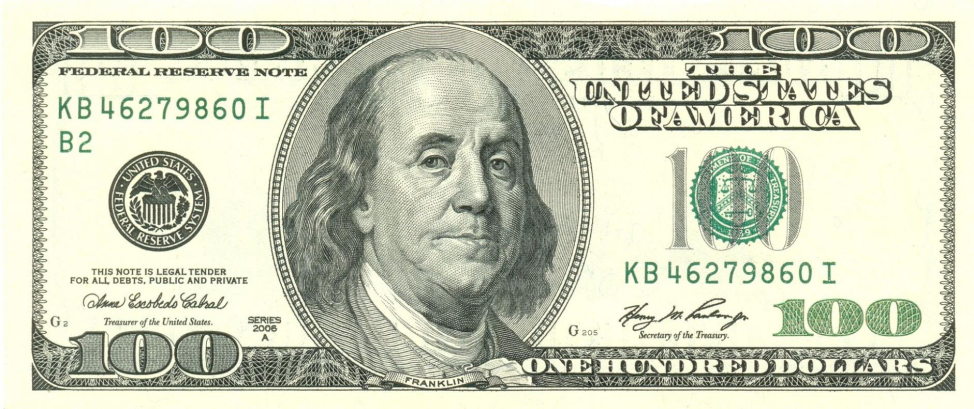 100 100
FEDERAL RESERVE NOTE
THE
UNITED STATES
OF AMERICA
KB 46279860 I
B2
UNITED STATES
FEDERAL RESERVE SYSTEM
100
THIS NOTE IS LEGAL TENDER
FOR ALL DEBTS, PUBLIC AND PRIVATE
KB 46279860 I
Anna Escobedo Cabral
Treasurer of the United States.
SERIES
2006
A
G 2
G 205
Henry M. Paulson Jr.
Secretary of the Treasury.
100
100
FRANKLIN
ONE HUNDRED DOLLARS